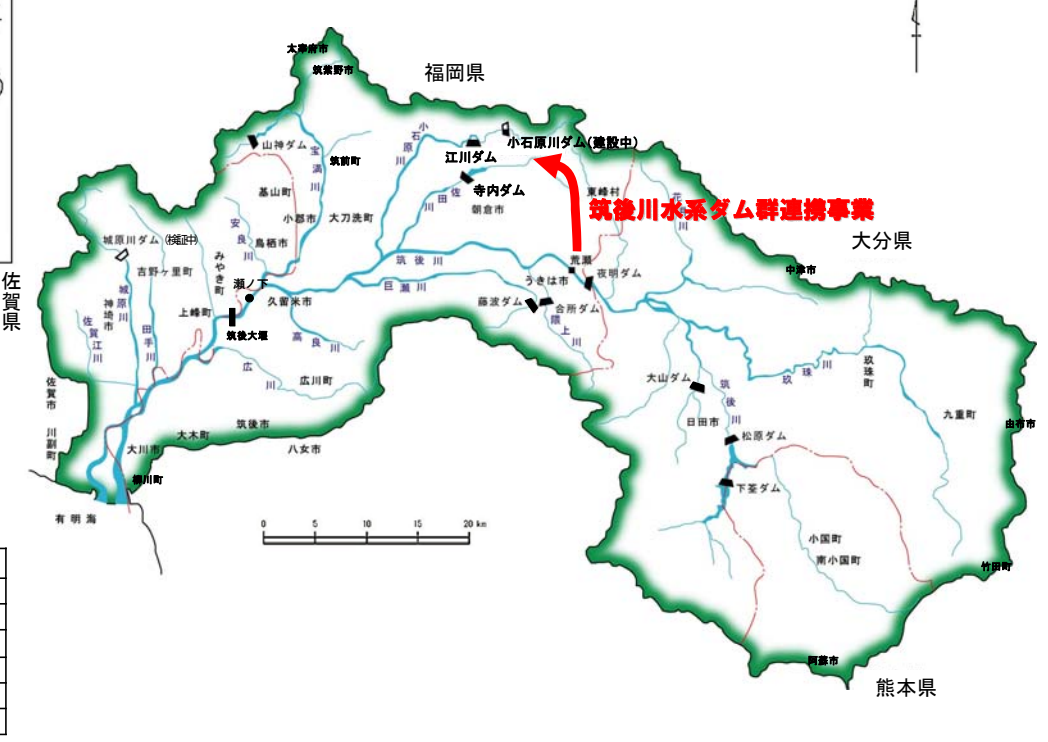 太宰府市
筑紫野市
福岡県
山神ダム
宝満川
筑前町
小石原川
江川ダム
小石原川ダム(建設中)
寺内ダム
佐田川
朝倉市
東峰村
花月川
筑後川水系ダム群連携事業
大分県
中津市
基山町
小郡市
大刀洗町
安良川
鳥栖市
城原川ダム(検証中)
吉野ヶ里町
みやき町
瀬ノ下
久留米市
筑後川
巨瀬川
荒瀬
うきは市
夜明ダム
藤波ダム
合所ダム
隈上川
佐賀県
城原川
神埼市
田手川
上峰町
筑後大堰
佐賀江川
高良川
広川
広川町
佐賀市
川副町
大川市
大木町
筑後市
八女市
柳川町
有明海
大山ダム
筑後川
玖珠川
玖珠町
日田市
九重町
由布市
松原ダム
下筌ダム
小国町
南小国町
竹田町
阿蘇市
熊本県
0 5 10 15 20 km